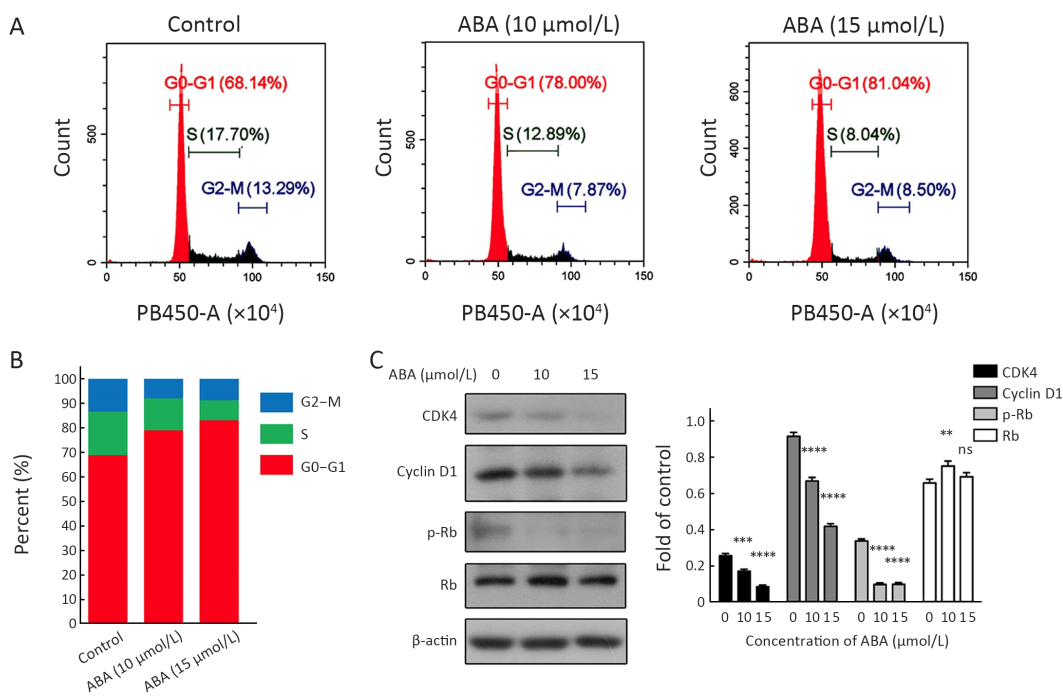 A
Control
ABA (10 µmol/L)
ABA (15 µmol/L)
Count
500
0
G0-G1 (68.14%)
S (17.70%)
G2-M (13.29%)
0 50 100 150
PB450-A (×10⁴)
Count
500
0
G0-G1 (78.00%)
S (12.89%)
G2-M (7.87%)
0 50 100 150
PB450-A (×10⁴)
Count
600
400
200
0
G0-G1 (81.04%)
S (8.04%)
G2-M (8.50%)
0 50 100 150
PB450-A (×10⁴)
B
Percent (%)
100
90
80
70
60
50
40
30
20
10
0
Control
ABA (10 µmol/L)
ABA (15 µmol/L)
G2–M
S
G0–G1
C
ABA (µmol/L) 0 10 15
CDK4
Cyclin D1
p-Rb
Rb
β-actin
CDK4
Cyclin D1
p-Rb
Rb
Fold of control
1.0
0.8
0.6
0.4
0.2
0
***
****
****
****
****
****
**
ns
0 10 15 0 10 15 0 10 15 0 10 15
Concentration of ABA (µmol/L)